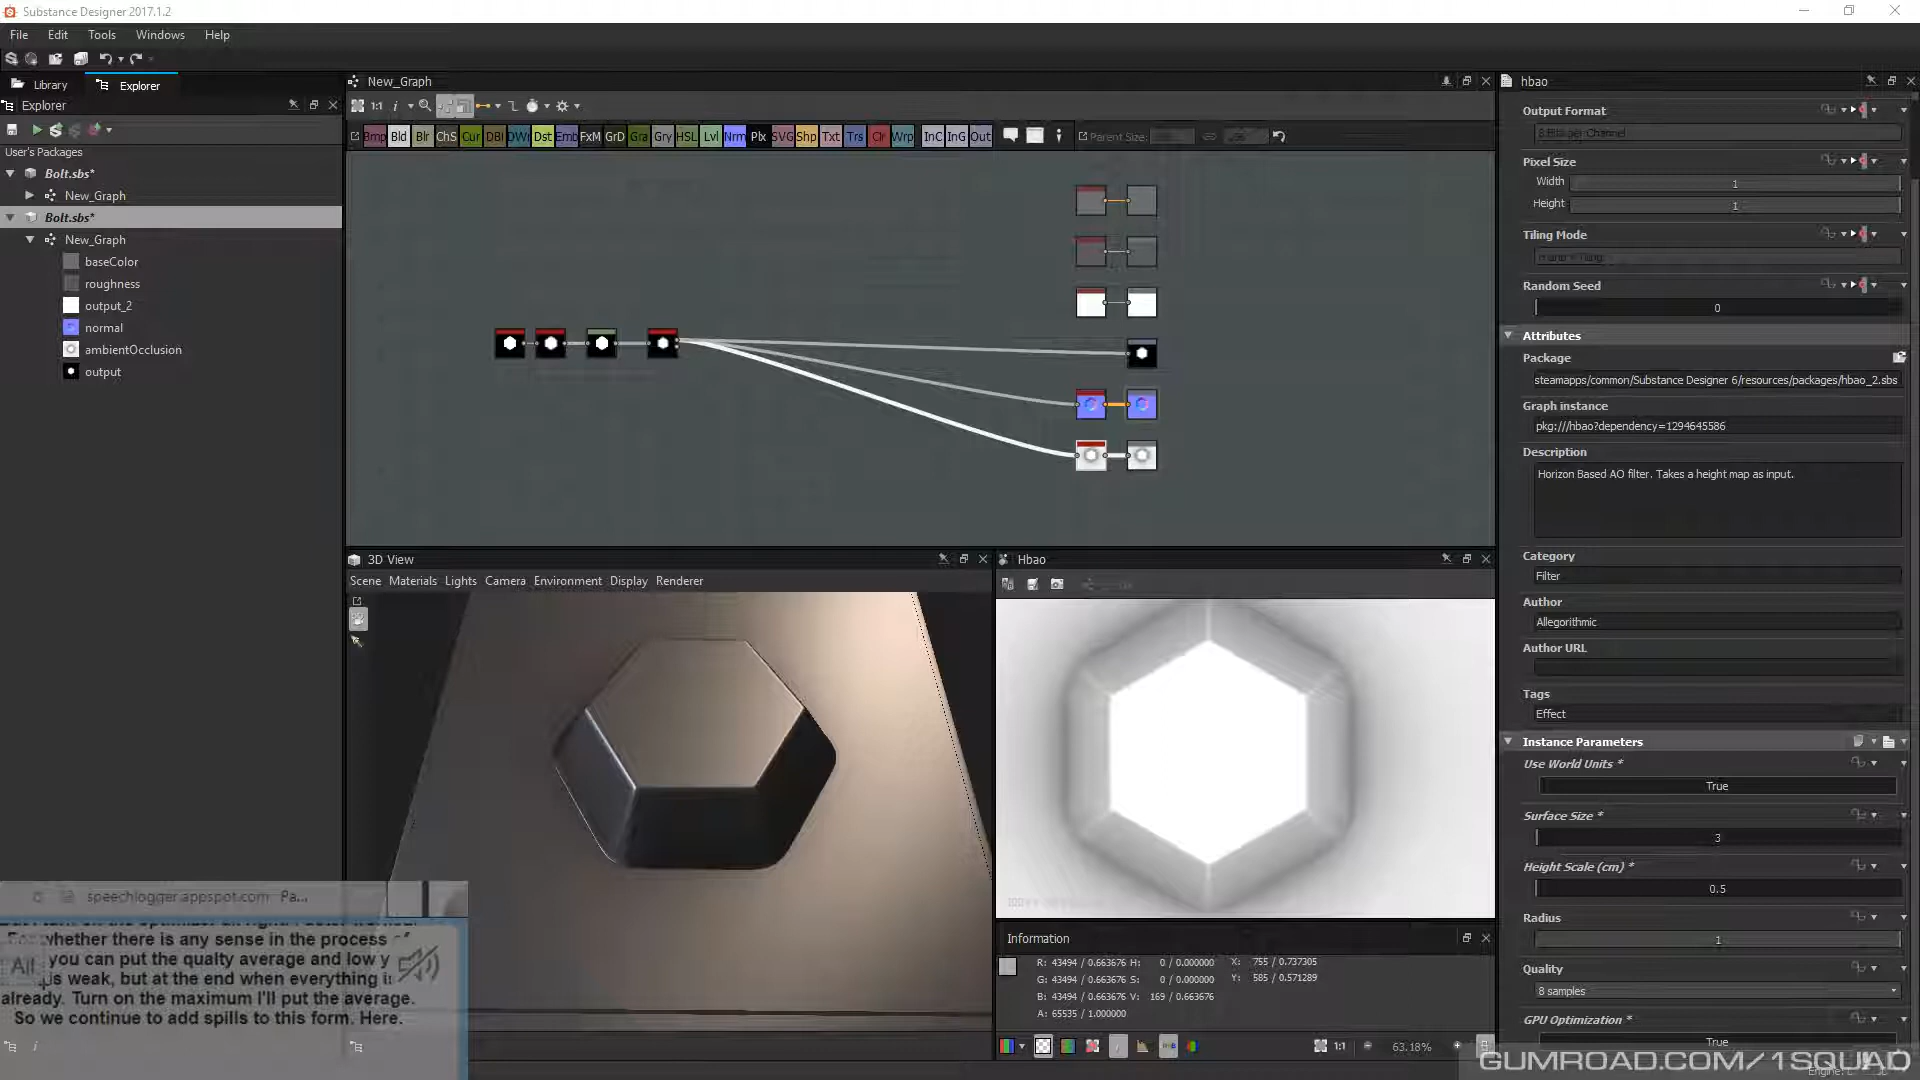 Substance Designer 2017.1.2
File Edit Tools Windows Help
Library
Explorer
Explorer
User's Packages
Bolt.sbs*
New_Graph
Bolt.sbs*
New_Graph
baseColor
roughness
output_2
normal
ambientOcclusion
output
New_Graph
1:1
Bmp Bld Blr ChS Cur DBl DWr Dst Emb FxM GrD Gra Gry HSL Lvl Nrm Plx SVG Shp Txt Trs Clr Wrp InC InG Out
Parent Size:
3D View
Scene Materials Lights Camera Environment Display Renderer
Hbao
Information
R: 43494 / 0.663676 H: 0 / 0.000000 X: 755 / 0.737305
G: 43494 / 0.663676 S: 0 / 0.000000 Y: 585 / 0.571289
B: 43494 / 0.663676 V: 169 / 0.663676
A: 65535 / 1.000000
1:1
63.18%
hbao
Output Format
Pixel Size
Width 1
Height 1
Tiling Mode
Random Seed
0
Attributes
Package
steamapps/common/Substance Designer 6/resources/packages/hbao_2.sbs
Graph instance
pkg:///hbao?dependency=1294645586
Description
Horizon Based AO filter. Takes a height map as input.
Category
Filter
Author
Allegorithmic
Author URL
Tags
Effect
Instance Parameters
Use World Units *
True
Surface Size *
3
Height Scale (cm) *
0.5
Radius
1
Quality
8 samples
GPU Optimization *
True
speechlogger.appspot.com Pa...
For whether there is any sense in the process of
All
you can put the qualty average and low y
is weak, but at the end when everything i
already. Turn on the maximum I'll put the average.
So we continue to add spills to this form. Here.
GUMROAD.COM/1SQUAD